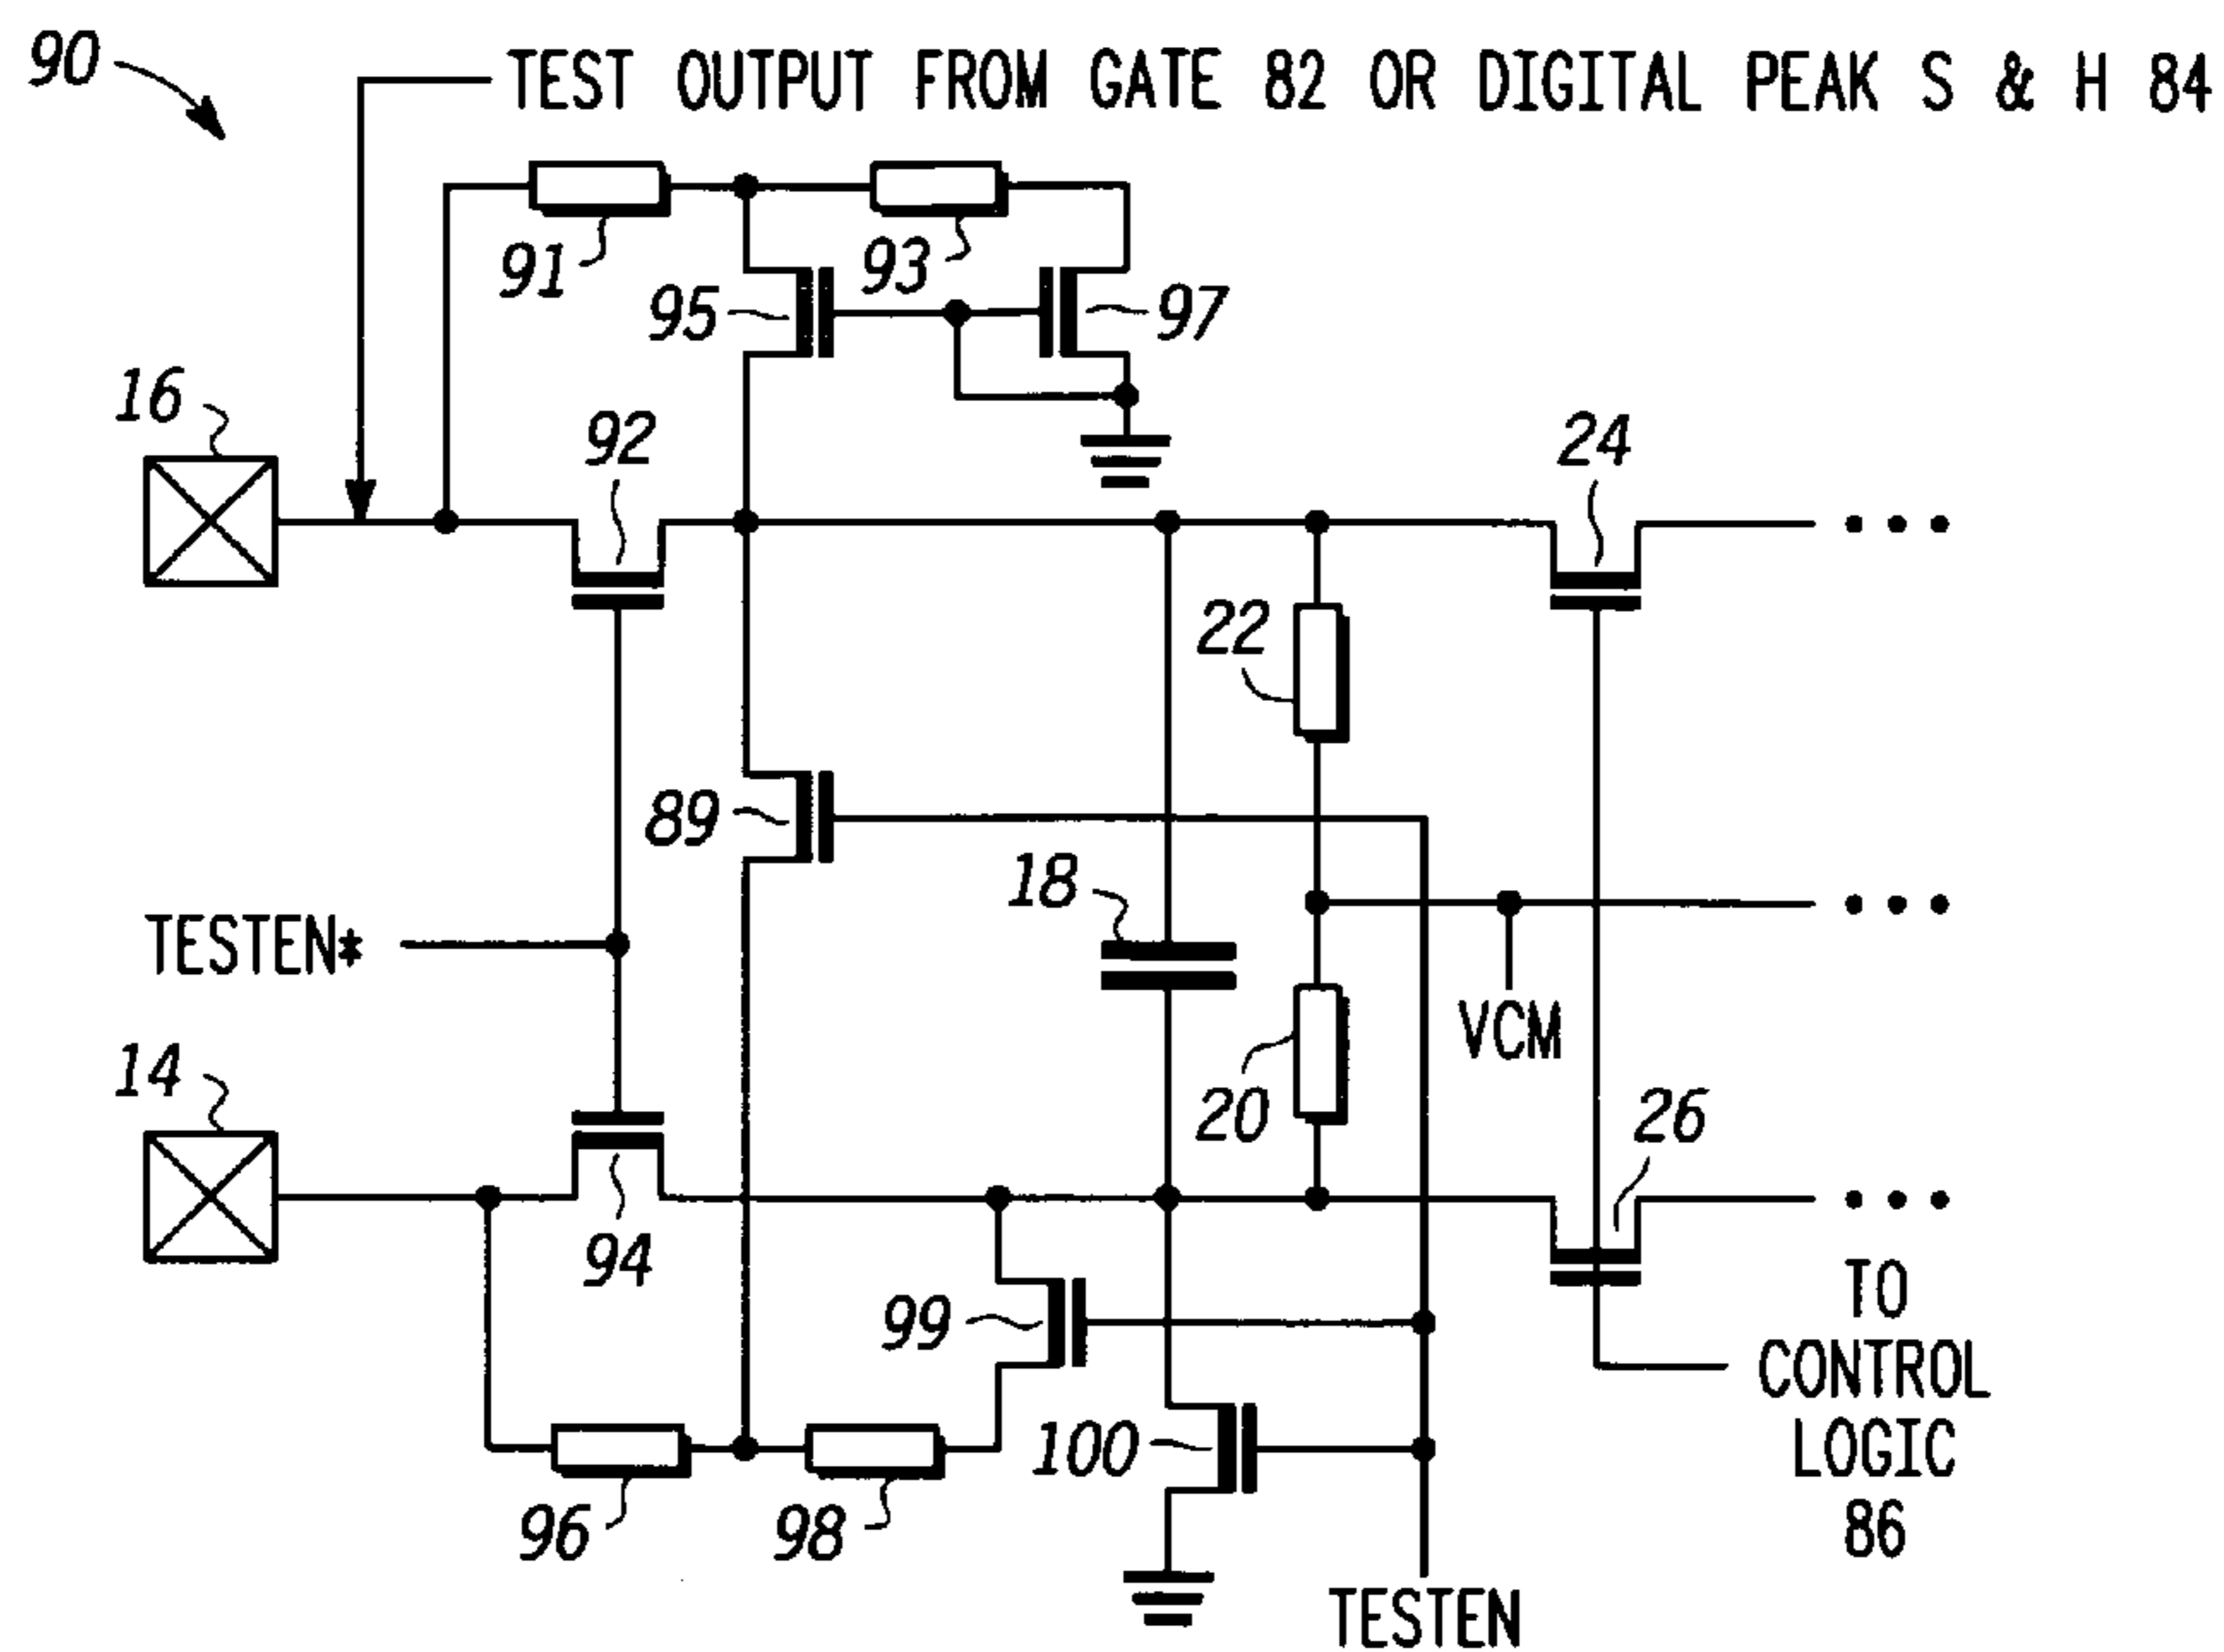 90
TEST OUTPUT FROM GATE 82 OR DIGITAL PEAK S & H 84
91
93
95
97
16
92
24
22
89
18
TESTEN*
VCM
14
20
26
94
99
TO
CONTROL
LOGIC
86
100
96
98
TESTEN